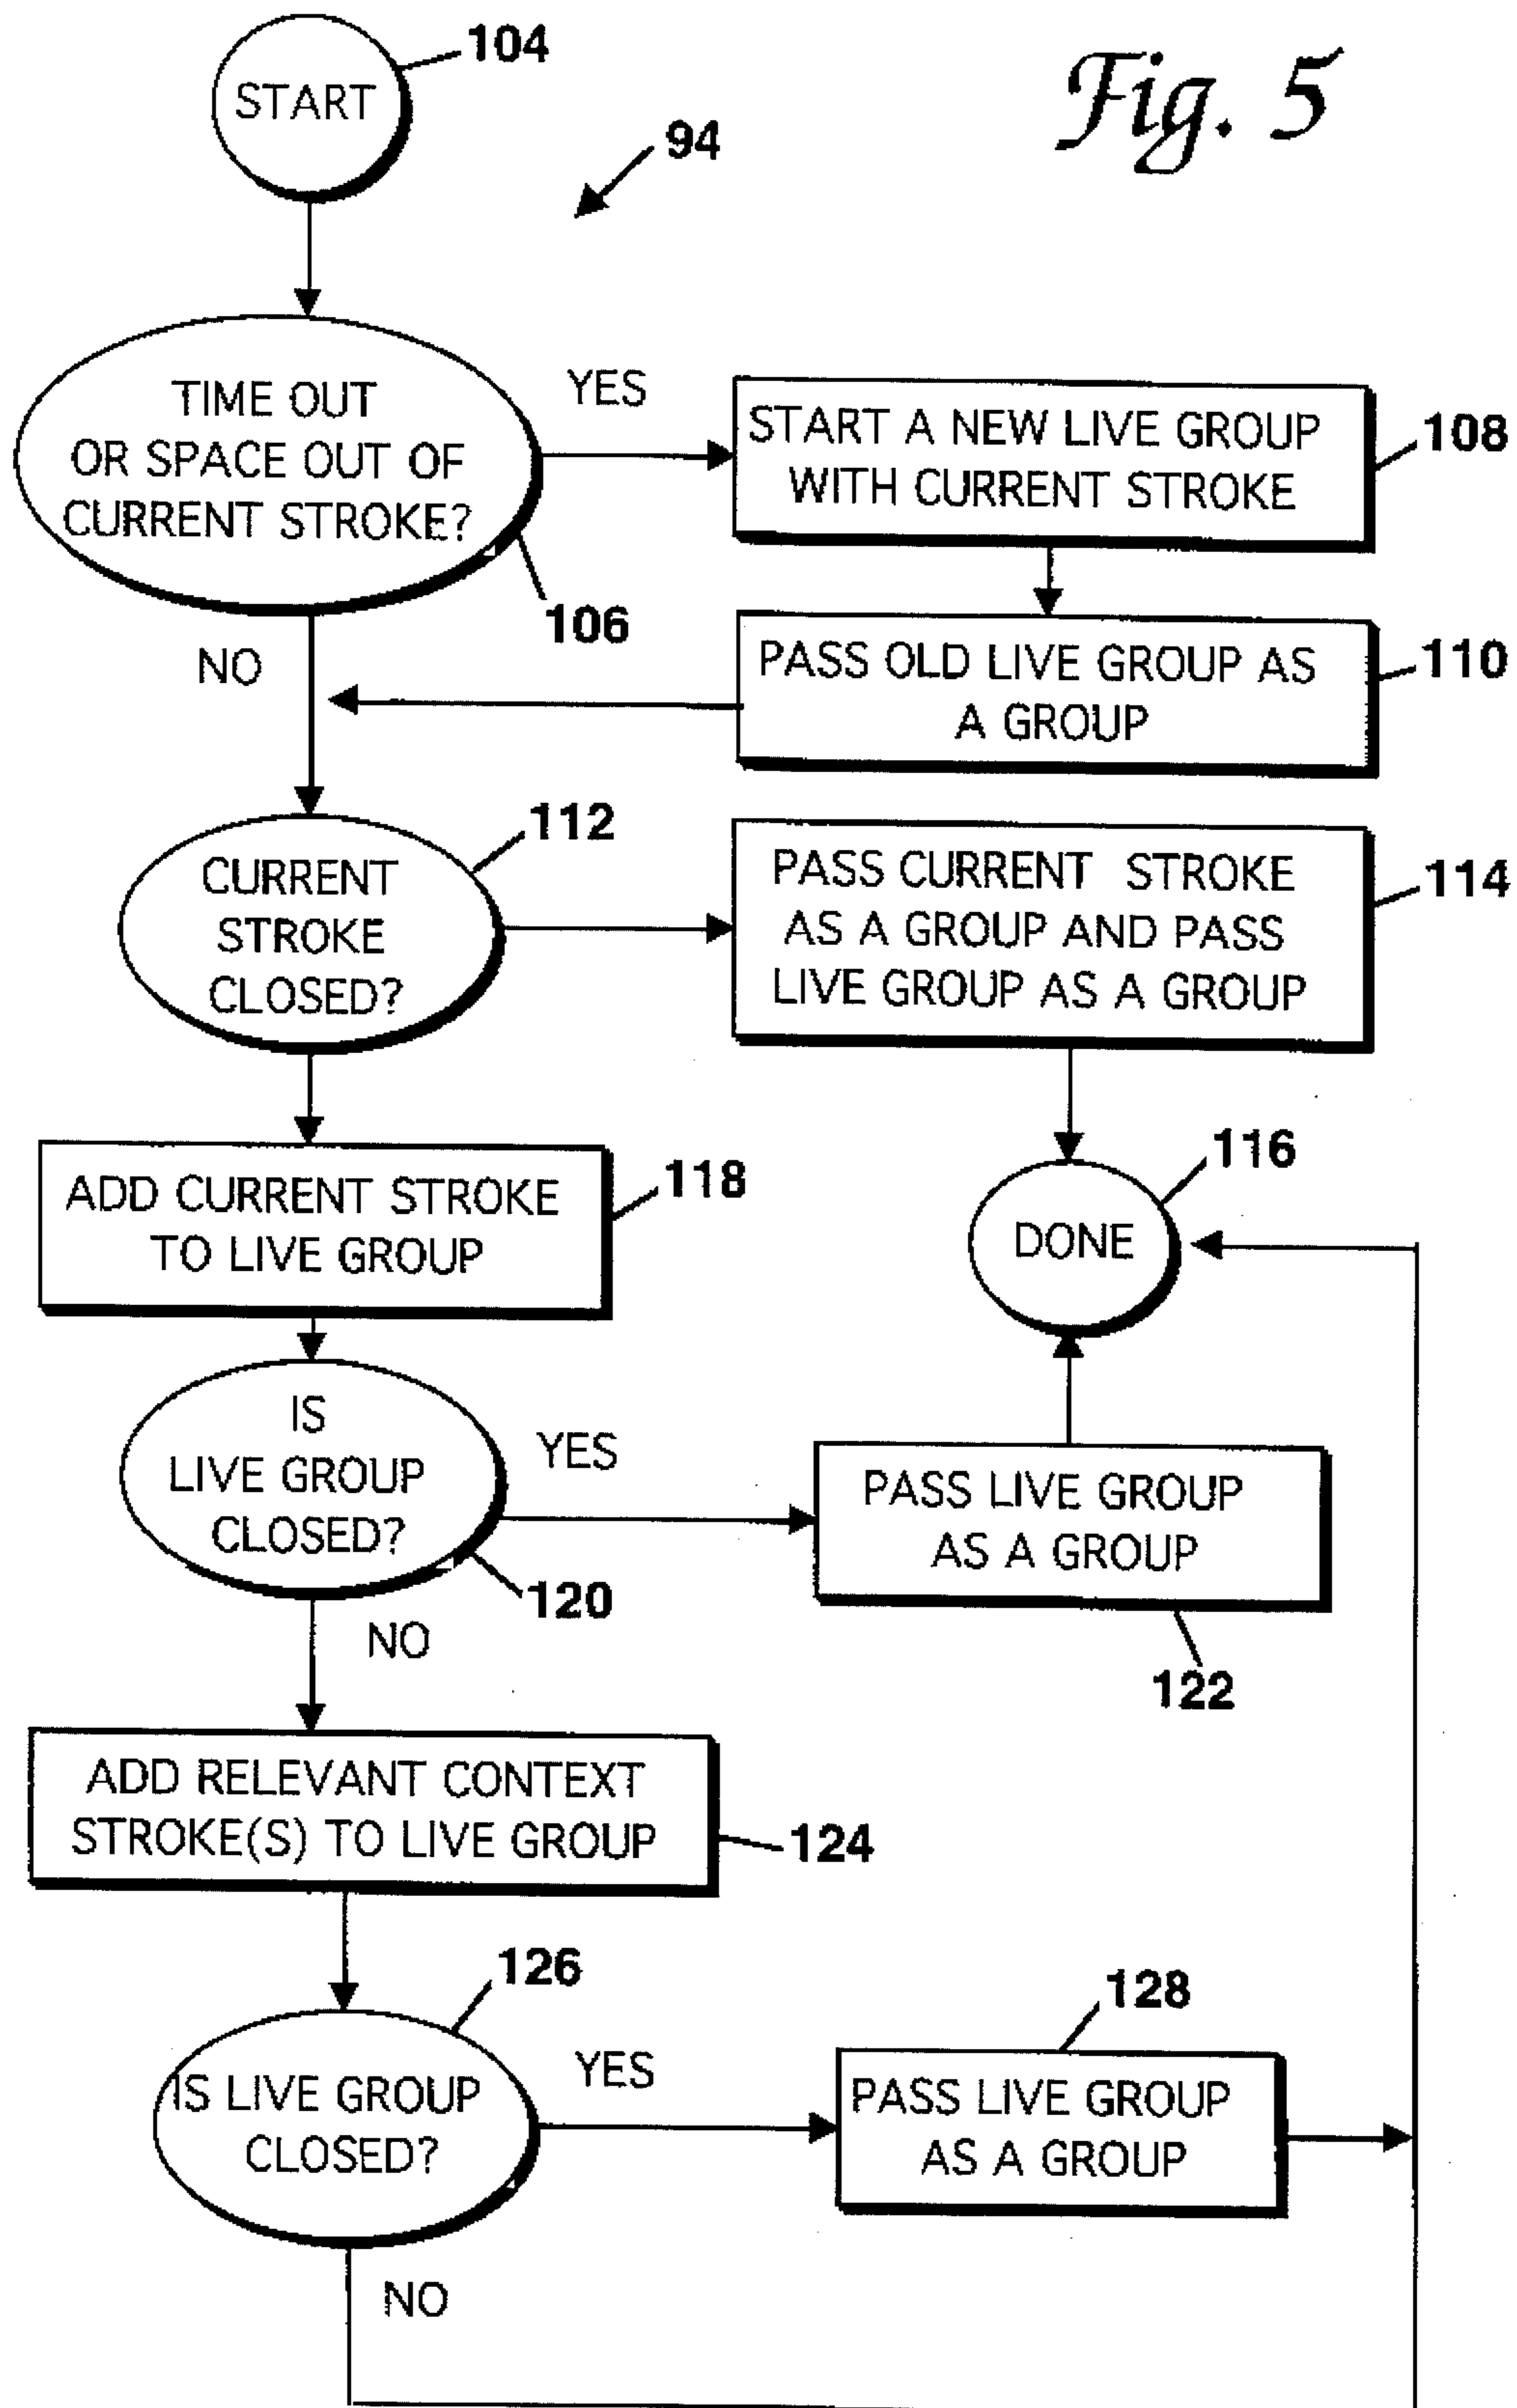 104
START
Fig. 5
94
TIME OUT
OR SPACE OUT OF
CURRENT STROKE?
106
YES
START A NEW LIVE GROUP
WITH CURRENT STROKE
108
NO
PASS OLD LIVE GROUP AS
A GROUP
110
CURRENT
STROKE
CLOSED?
112
PASS CURRENT STROKE
AS A GROUP AND PASS
LIVE GROUP AS A GROUP
114
116
DONE
ADD CURRENT STROKE
TO LIVE GROUP
118
IS
LIVE GROUP
CLOSED?
120
YES
PASS LIVE GROUP
AS A GROUP
122
NO
ADD RELEVANT CONTEXT
STROKE(S) TO LIVE GROUP
124
126
IS LIVE GROUP
CLOSED?
YES
128
PASS LIVE GROUP
AS A GROUP
NO